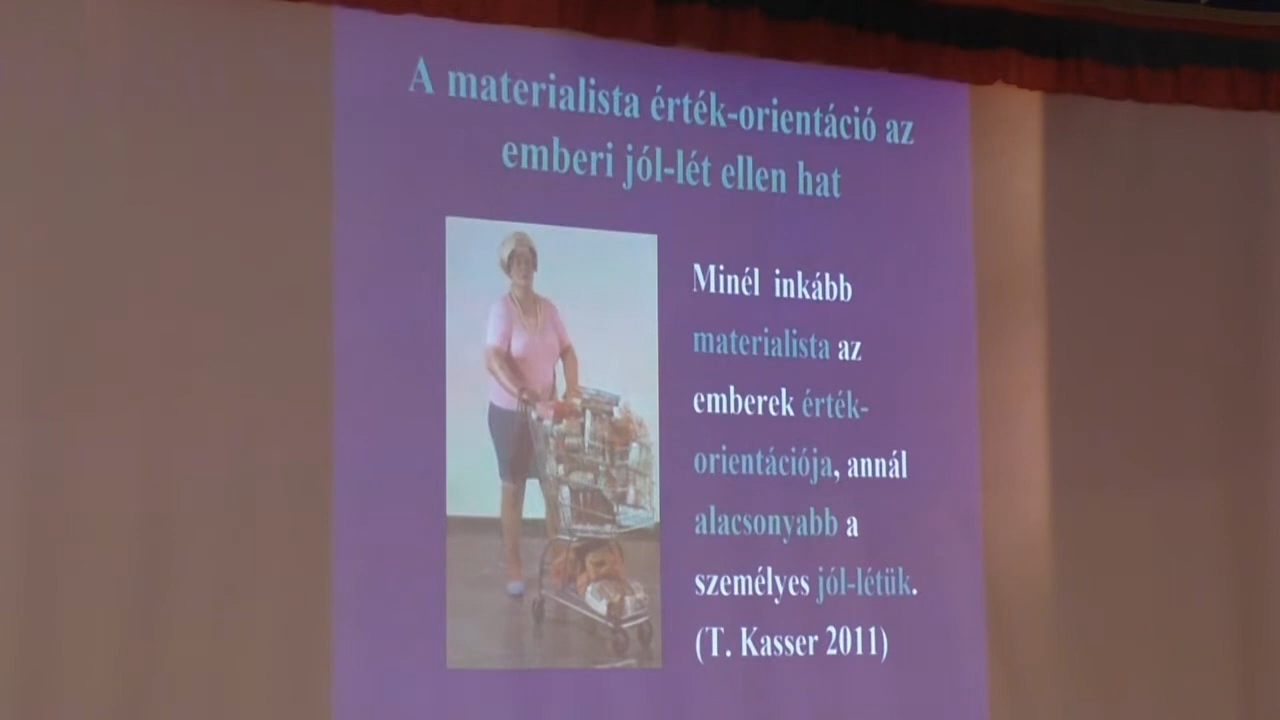 A materialista érték-orientáció az
emberi jól-lét ellen hat
Minél inkább
materialista az
emberek érték-
orientációja, annál
alacsonyabb a
személyes jól-létük.
(T. Kasser 2011)